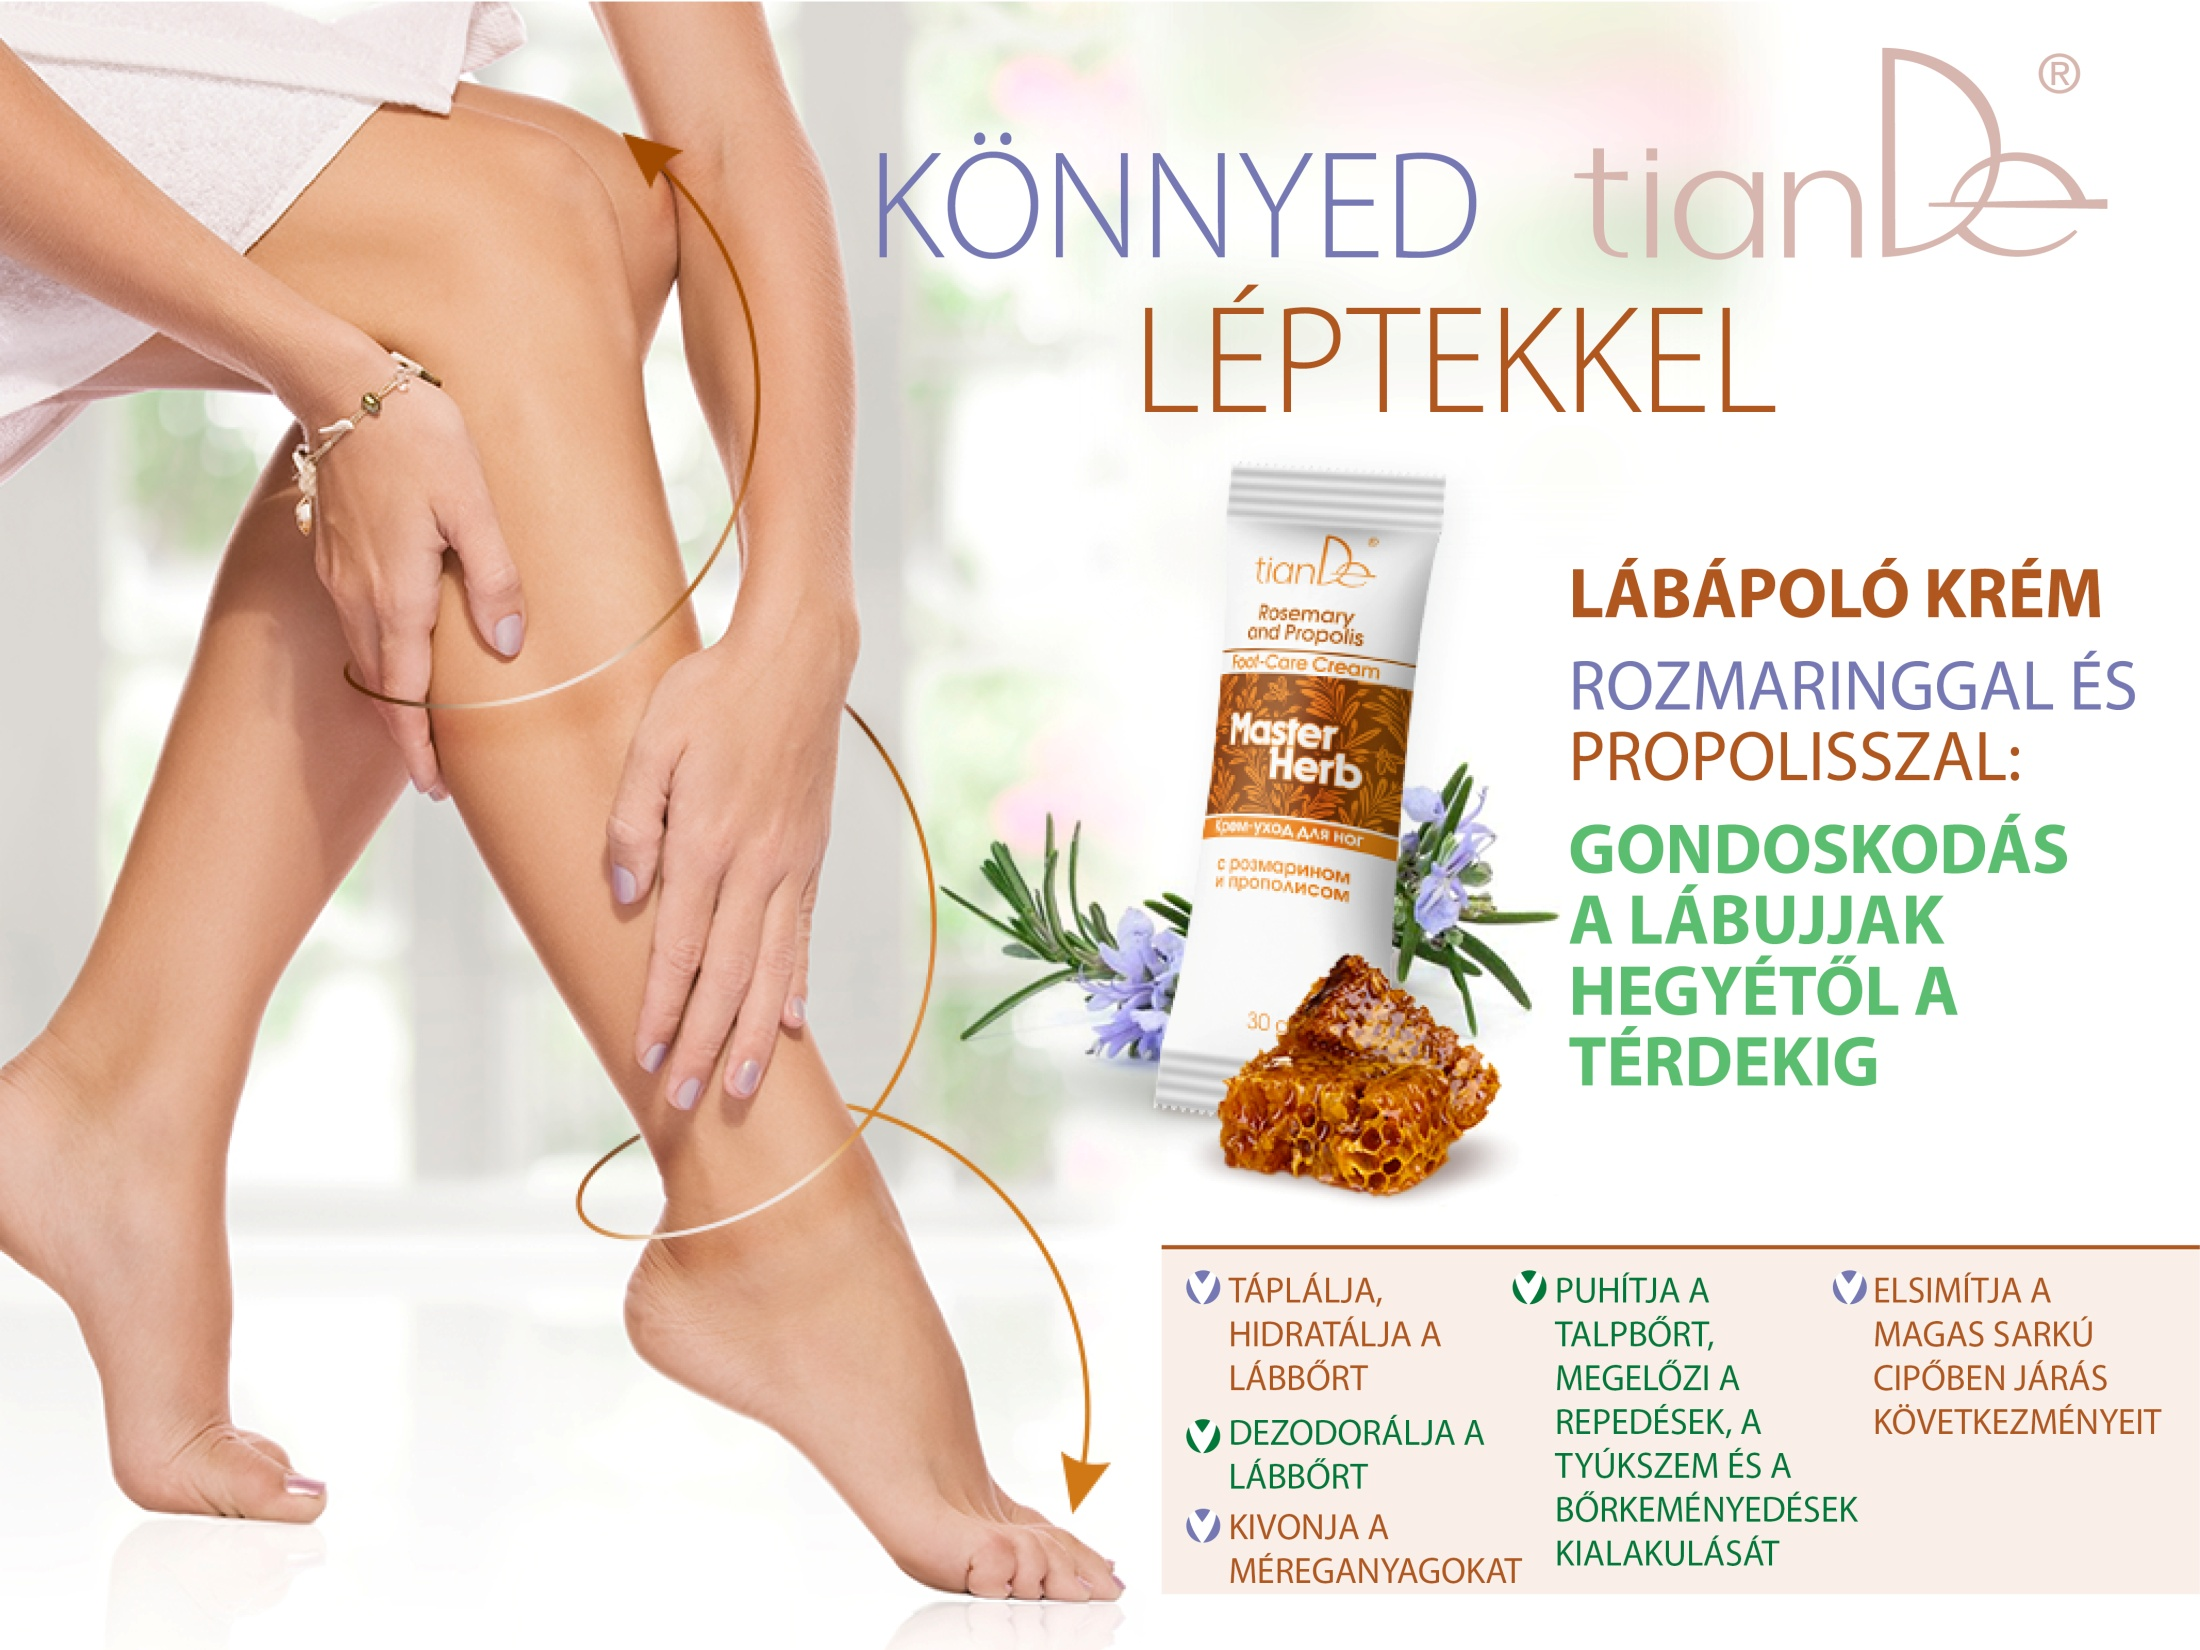 KÖNNYED
tianDe®
LÉPTEKKEL
tianDe®
Rosemary
and Propolis
Foot-Care Cream
Master
Herb
Крем-уход для ног
с розмарином
и прополисом
30 g
LÁBÁPOLÓ KRÉM
ROZMARINGGAL ÉS
PROPOLISSZAL:
GONDOSKODÁS
A LÁBUJJAK
HEGYÉTŐL A
TÉRDEKIG
TÁPLÁLJA,
HIDRATÁLJA A
LÁBBŐRT
DEZODORÁLJA A
LÁBBŐRT
KIVONJA A
MÉREGANYAGOKAT
PUHÍTJA A
TALPBŐRT,
MEGELŐZI A
REPEDÉSEK, A
TYÚKSZEM ÉS A
BŐRKEMÉNYEDÉSEK
KIALAKULÁSÁT
ELSIMÍTJA A
MAGAS SARKÚ
CIPŐBEN JÁRÁS
KÖVETKEZMÉNYEIT